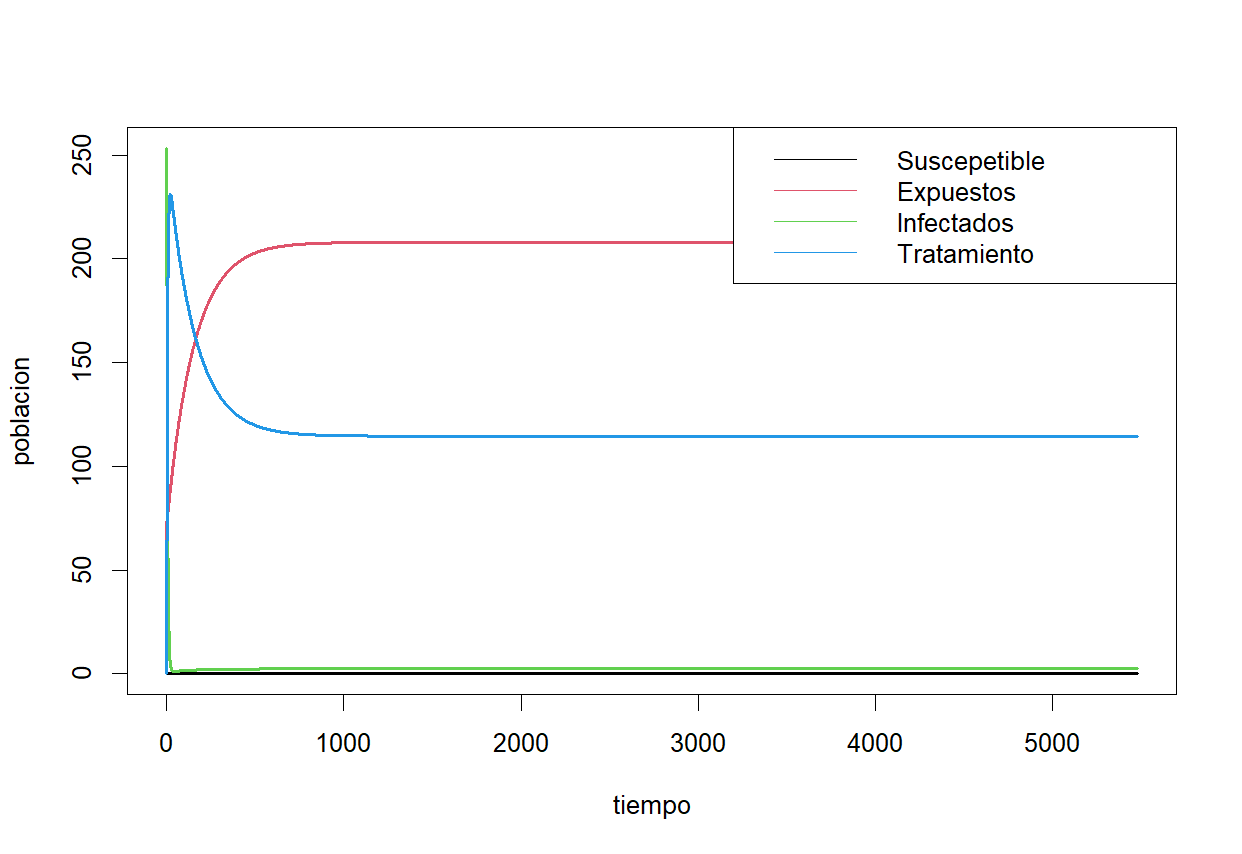 Suscepetible
Expuestos
Infectados
Tratamiento
poblacion
250
200
150
100
50
0
0 1000 2000 3000 4000 5000
tiempo